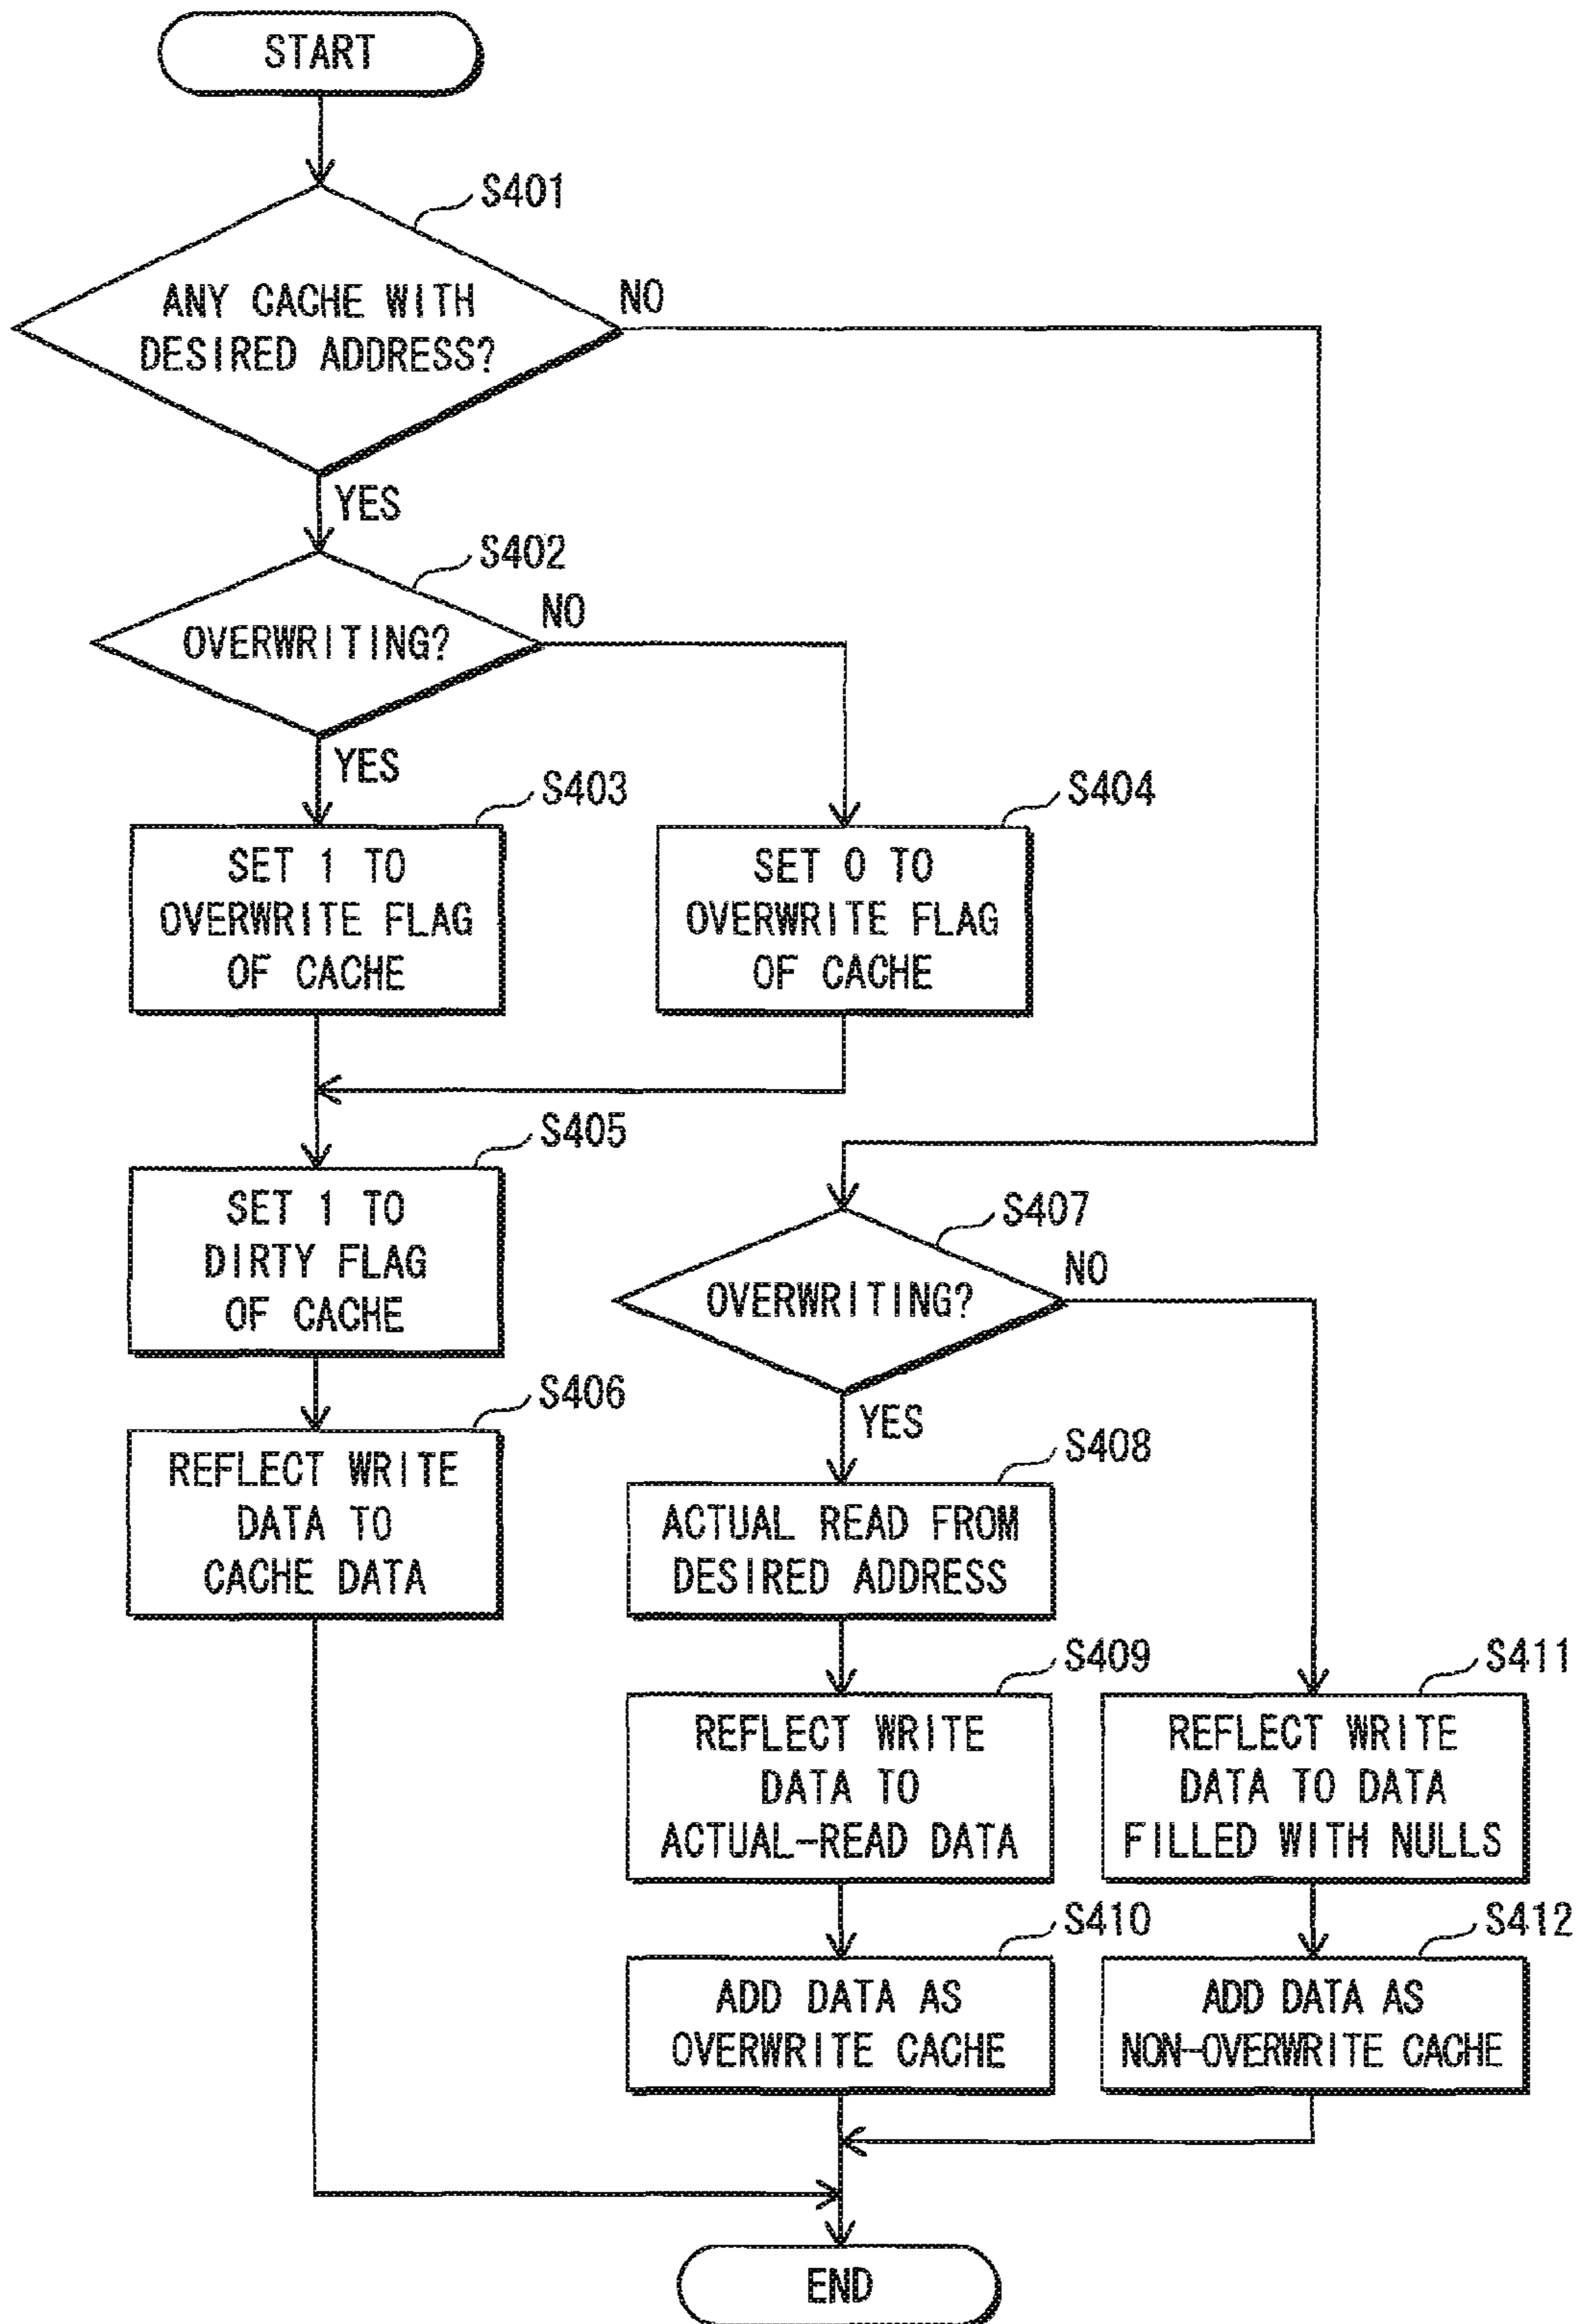 START
S401
ANY CACHE WITH
DESIRED ADDRESS?
NO
YES
S402
OVERWRITING?
NO
YES
S403
SET 1 TO
OVERWRITE FLAG
OF CACHE
S404
SET 0 TO
OVERWRITE FLAG
OF CACHE
S405
SET 1 TO
DIRTY FLAG
OF CACHE
S406
REFLECT WRITE
DATA TO
CACHE DATA
S407
OVERWRITING?
NO
YES
S408
ACTUAL READ FROM
DESIRED ADDRESS
S409
REFLECT WRITE
DATA TO
ACTUAL-READ DATA
S410
ADD DATA AS
OVERWRITE CACHE
S411
REFLECT WRITE
DATA TO DATA
FILLED WITH NULLS
S412
ADD DATA AS
NON-OVERWRITE CACHE
END